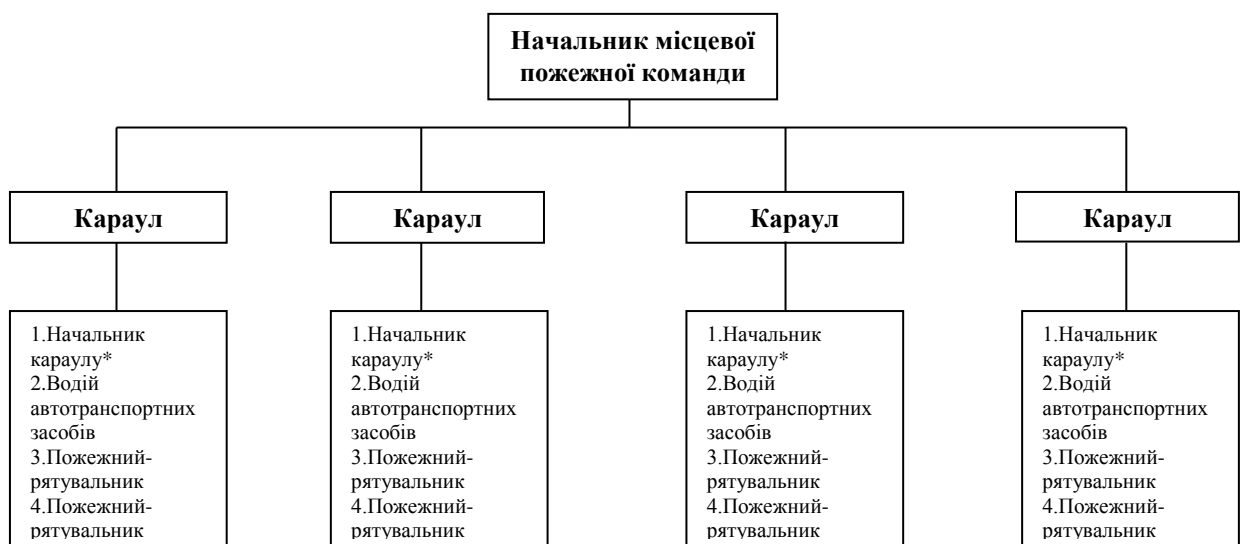 Начальник місцевої
пожежної команди
Караул
Караул
Караул
Караул
1.Начальник
караулу*
2.Водій
автотранспортних
засобів
3.Пожежний-
рятувальник
4.Пожежний-
рятувальник
1.Начальник
караулу*
2.Водій
автотранспортних
засобів
3.Пожежний-
рятувальник
4.Пожежний-
рятувальник
1.Начальник
караулу*
2.Водій
автотранспортних
засобів
3.Пожежний-
рятувальник
4.Пожежний-
рятувальник
1.Начальник
караулу*
2.Водій
автотранспортних
засобів
3.Пожежний-
рятувальник
4.Пожежний-
рятувальник